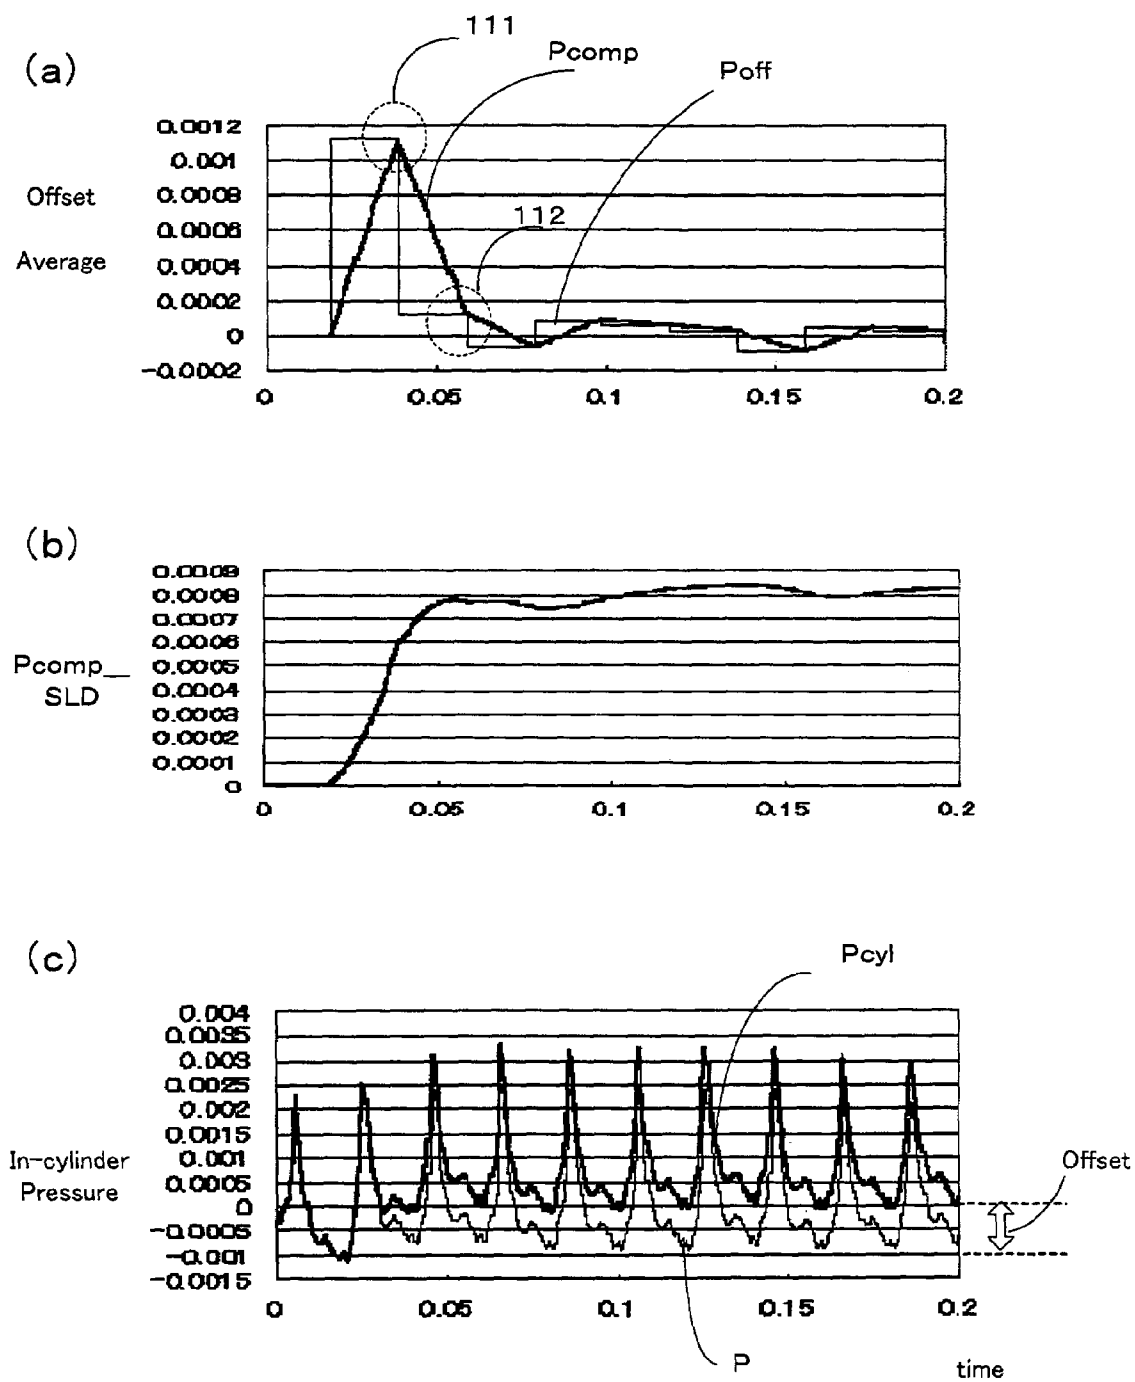 111
(a)
Pcomp
Poff
0.0012
0.001
Offset
0.0008
112
0.0006
Average
0.0004
0.0002
0
-0.0002
0 0.05 0.1 0.15 0.2
(b)
0.0009
0.0008
0.0007
0.0006
Pcomp__
0.0005
SLD
0.0004
0.0003
0.0002
0.0001
0
0 0.05 0.1 0.15 0.2
(c)
Pcyl
0.004
0.0035
0.003
0.0025
0.002
0.0015
In-cylinder
0.001
Offset
Pressure
0.0005
0
-0.0005
-0.001
-0.0015
0 0.05 0.1 0.15 0.2
P
time